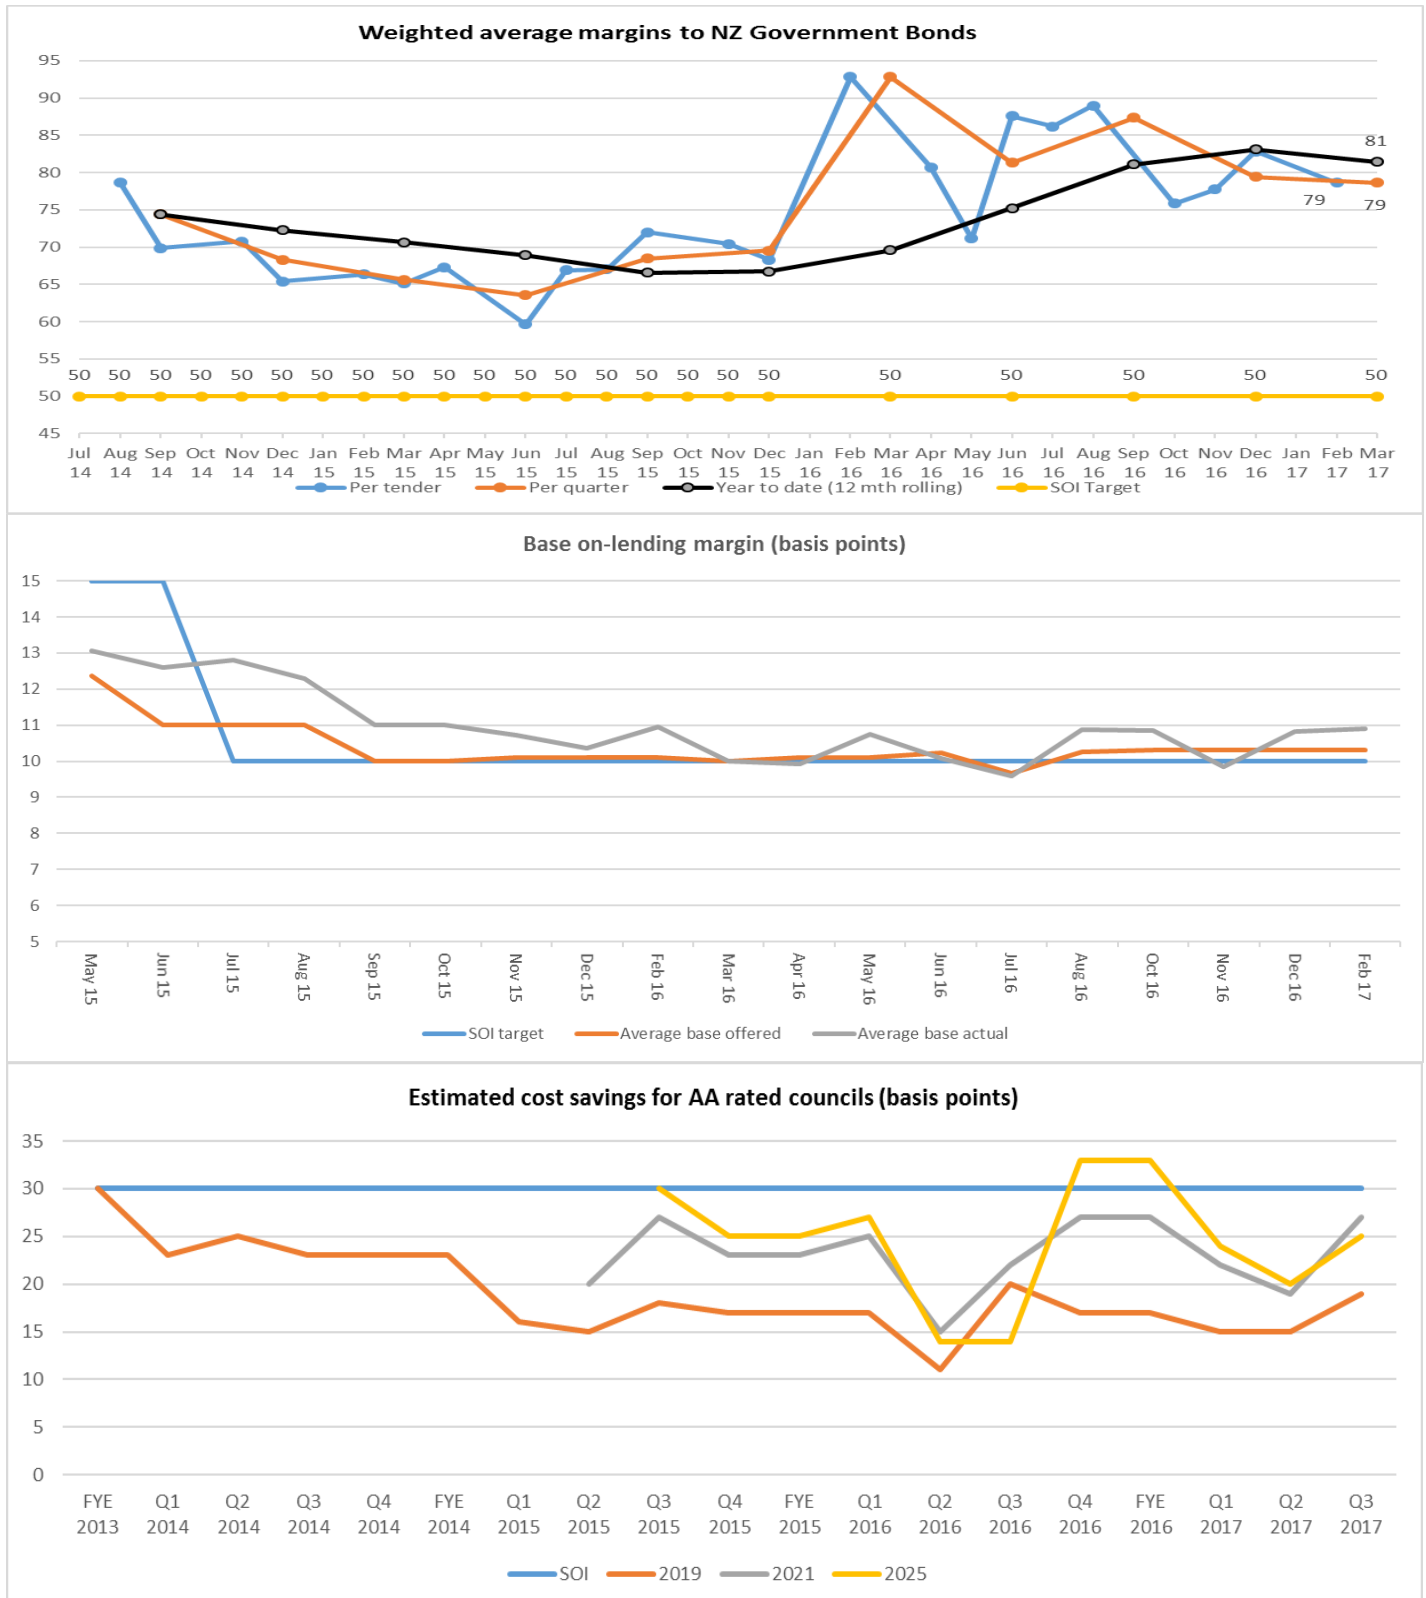 Weighted average margins to NZ Government Bonds
95
90
85
80
75
70
65
60
55
50
45
81
79
79
50 50 50 50 50 50 50 50 50 50 50 50 50 50 50 50 50 50 50 50 50 50 50
Jul Aug Sep Oct Nov Dec Jan Feb Mar Apr May Jun Jul Aug Sep Oct Nov Dec Jan Feb Mar Apr May Jun Jul Aug Sep Oct Nov Dec Jan Feb Mar
14 14 14 14 14 14 15 15 15 15 15 15 15 15 15 15 15 15 16 16 16 16 16 16 16 16 16 16 16 16 17 17 17
Per tender Per quarter Year to date (12 mth rolling) SOI Target
Base on-lending margin (basis points)
15
14
13
12
11
10
9
8
7
6
5
May 15 Jun 15 Jul 15 Aug 15 Sep 15 Oct 15 Nov 15 Dec 15 Feb 16 Mar 16 Apr 16 May 16 Jun 16 Jul 16 Aug 16 Oct 16 Nov 16 Dec 16 Feb 17
SOI target Average base offered Average base actual
Estimated cost savings for AA rated councils (basis points)
35
30
25
20
15
10
5
0
FYE Q1 Q2 Q3 Q4 FYE Q1 Q2 Q3 Q4 FYE Q1 Q2 Q3 Q4 FYE Q1 Q2 Q3
2013 2014 2014 2014 2014 2014 2015 2015 2015 2015 2015 2016 2016 2016 2016 2016 2017 2017 2017
SOI 2019 2021 2025